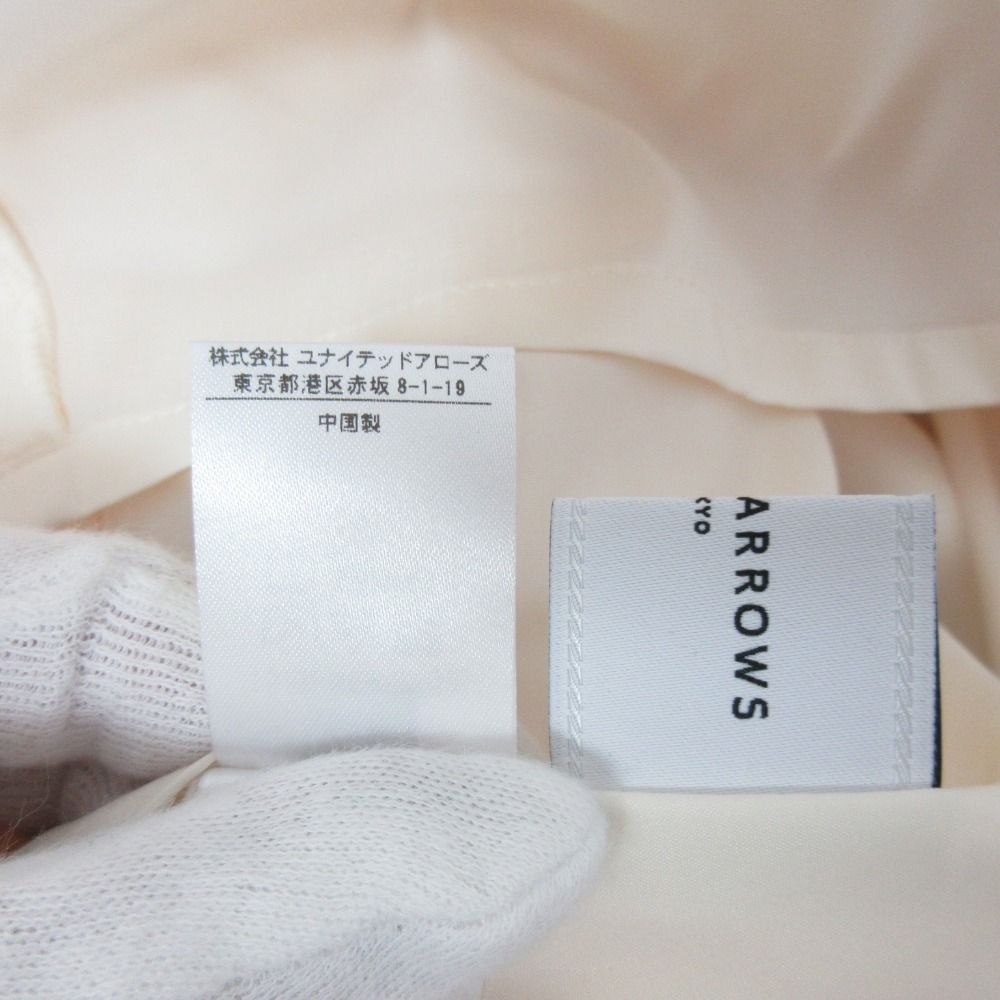 株式会社 ユナイテッドアローズ
東京都港区赤坂 8-1-19
中国製
ARROWS
KYO